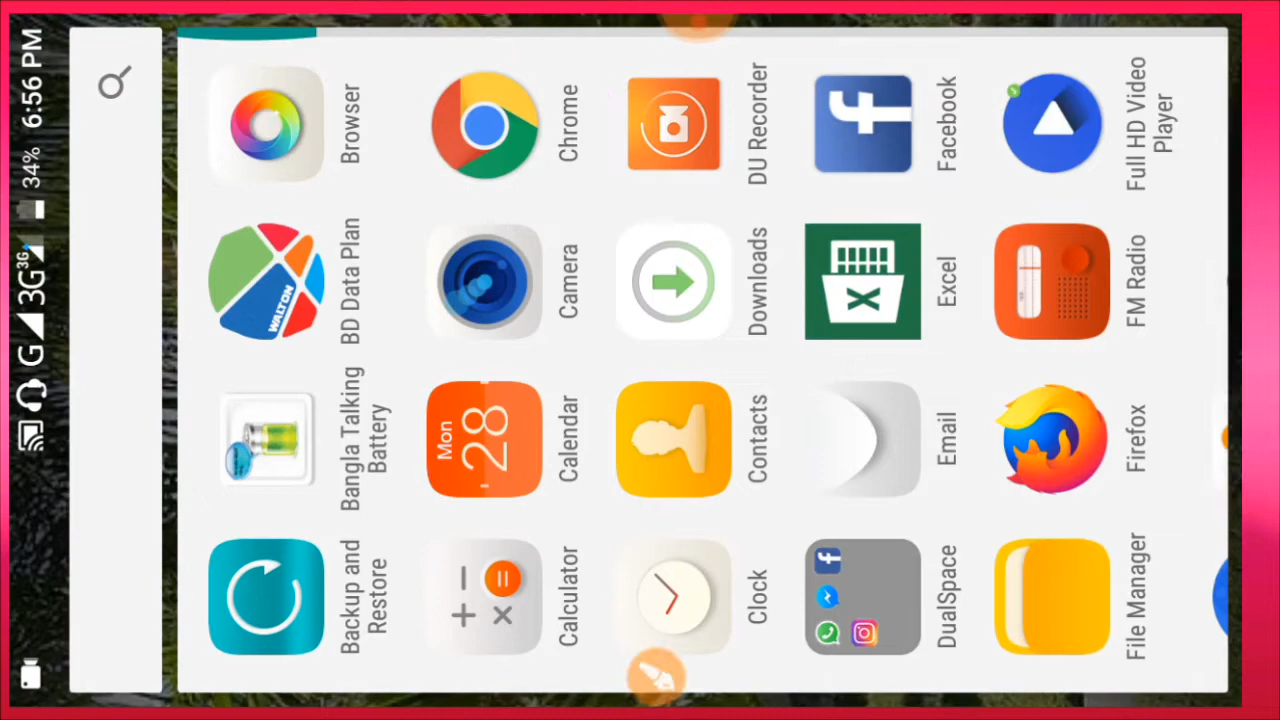 G 3G 3G 34% 6:56 PM
Backup and
Restore
Bangla Talking
Battery
WALTON
BD Data Plan
Browser
Calculator
Mon
28
Calendar
Camera
Chrome
Clock
Contacts
Downloads
DU Recorder
DualSpace
Email
Excel
Facebook
File Manager
Firefox
FM Radio
Full HD Video
Player